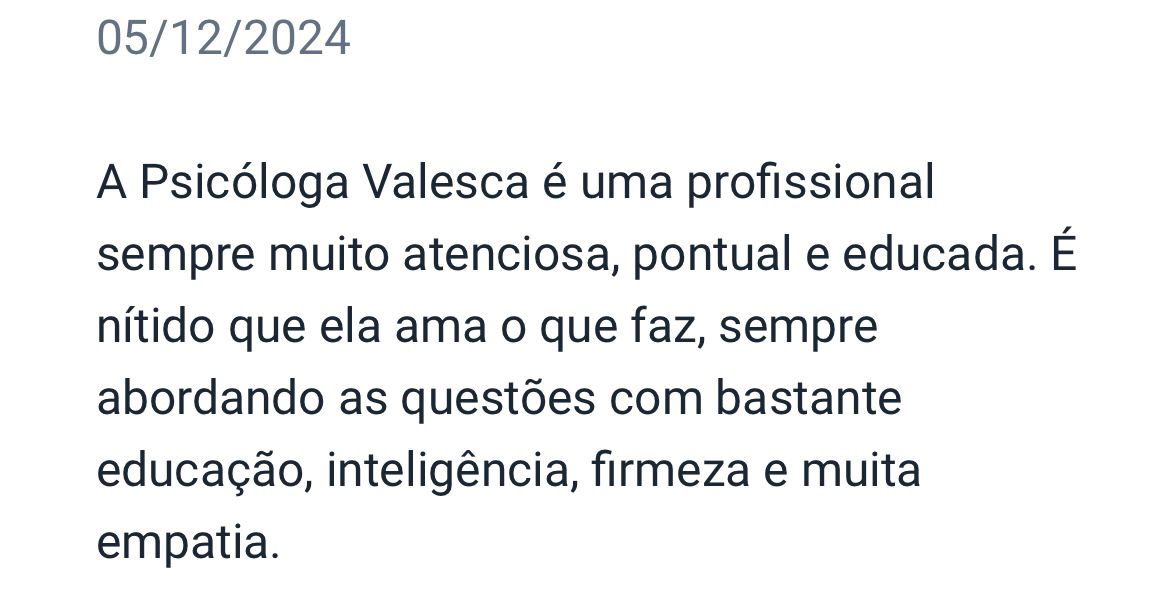 05/12/2024
A Psicóloga Valesca é uma profissional
sempre muito atenciosa, pontual e educada. É
nítido que ela ama o que faz, sempre
abordando as questões com bastante
educação, inteligência, firmeza e muita
empatia.